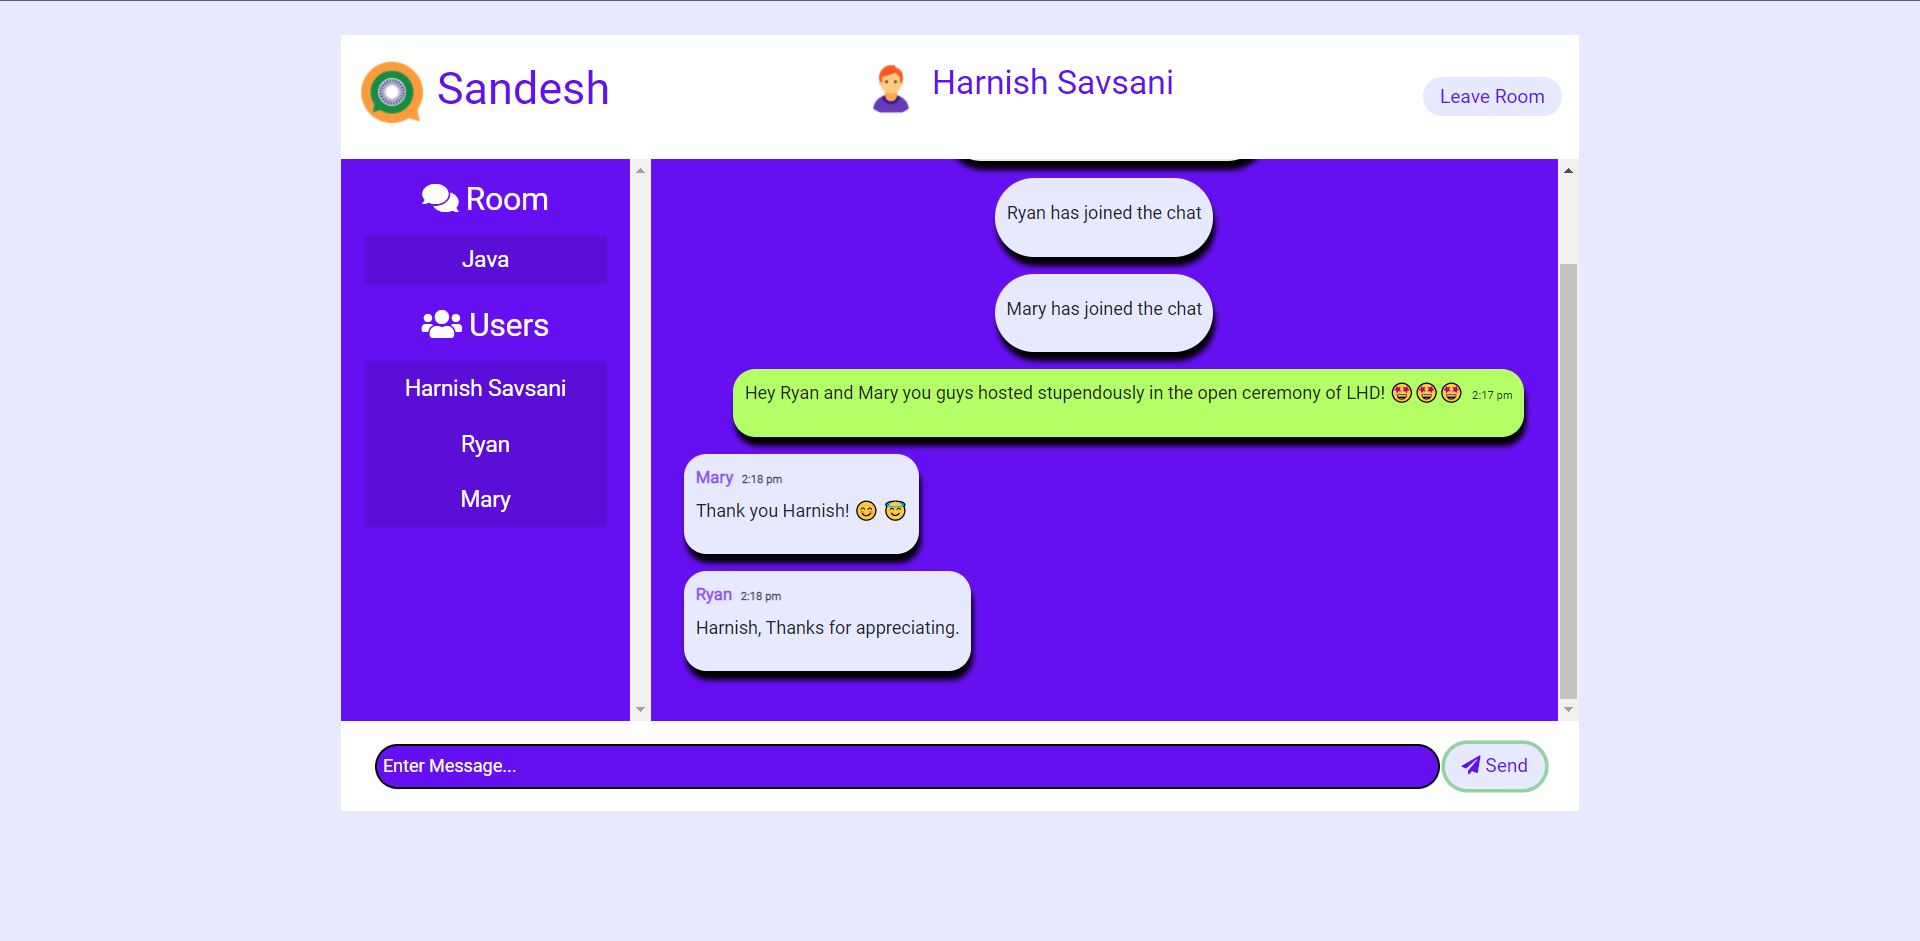 Sandesh
Harnish Savsani
Leave Room
Room
Java
Users
Harnish Savsani
Ryan
Mary
Ryan has joined the chat
Mary has joined the chat
Hey Ryan and Mary you guys hosted stupendously in the open ceremony of LHD! 🤩🤩🤩 2:17 pm
Mary 2:18 pm
Thank you Harnish! 😊 😇
Ryan 2:18 pm
Harnish, Thanks for appreciating.
Enter Message...
Send